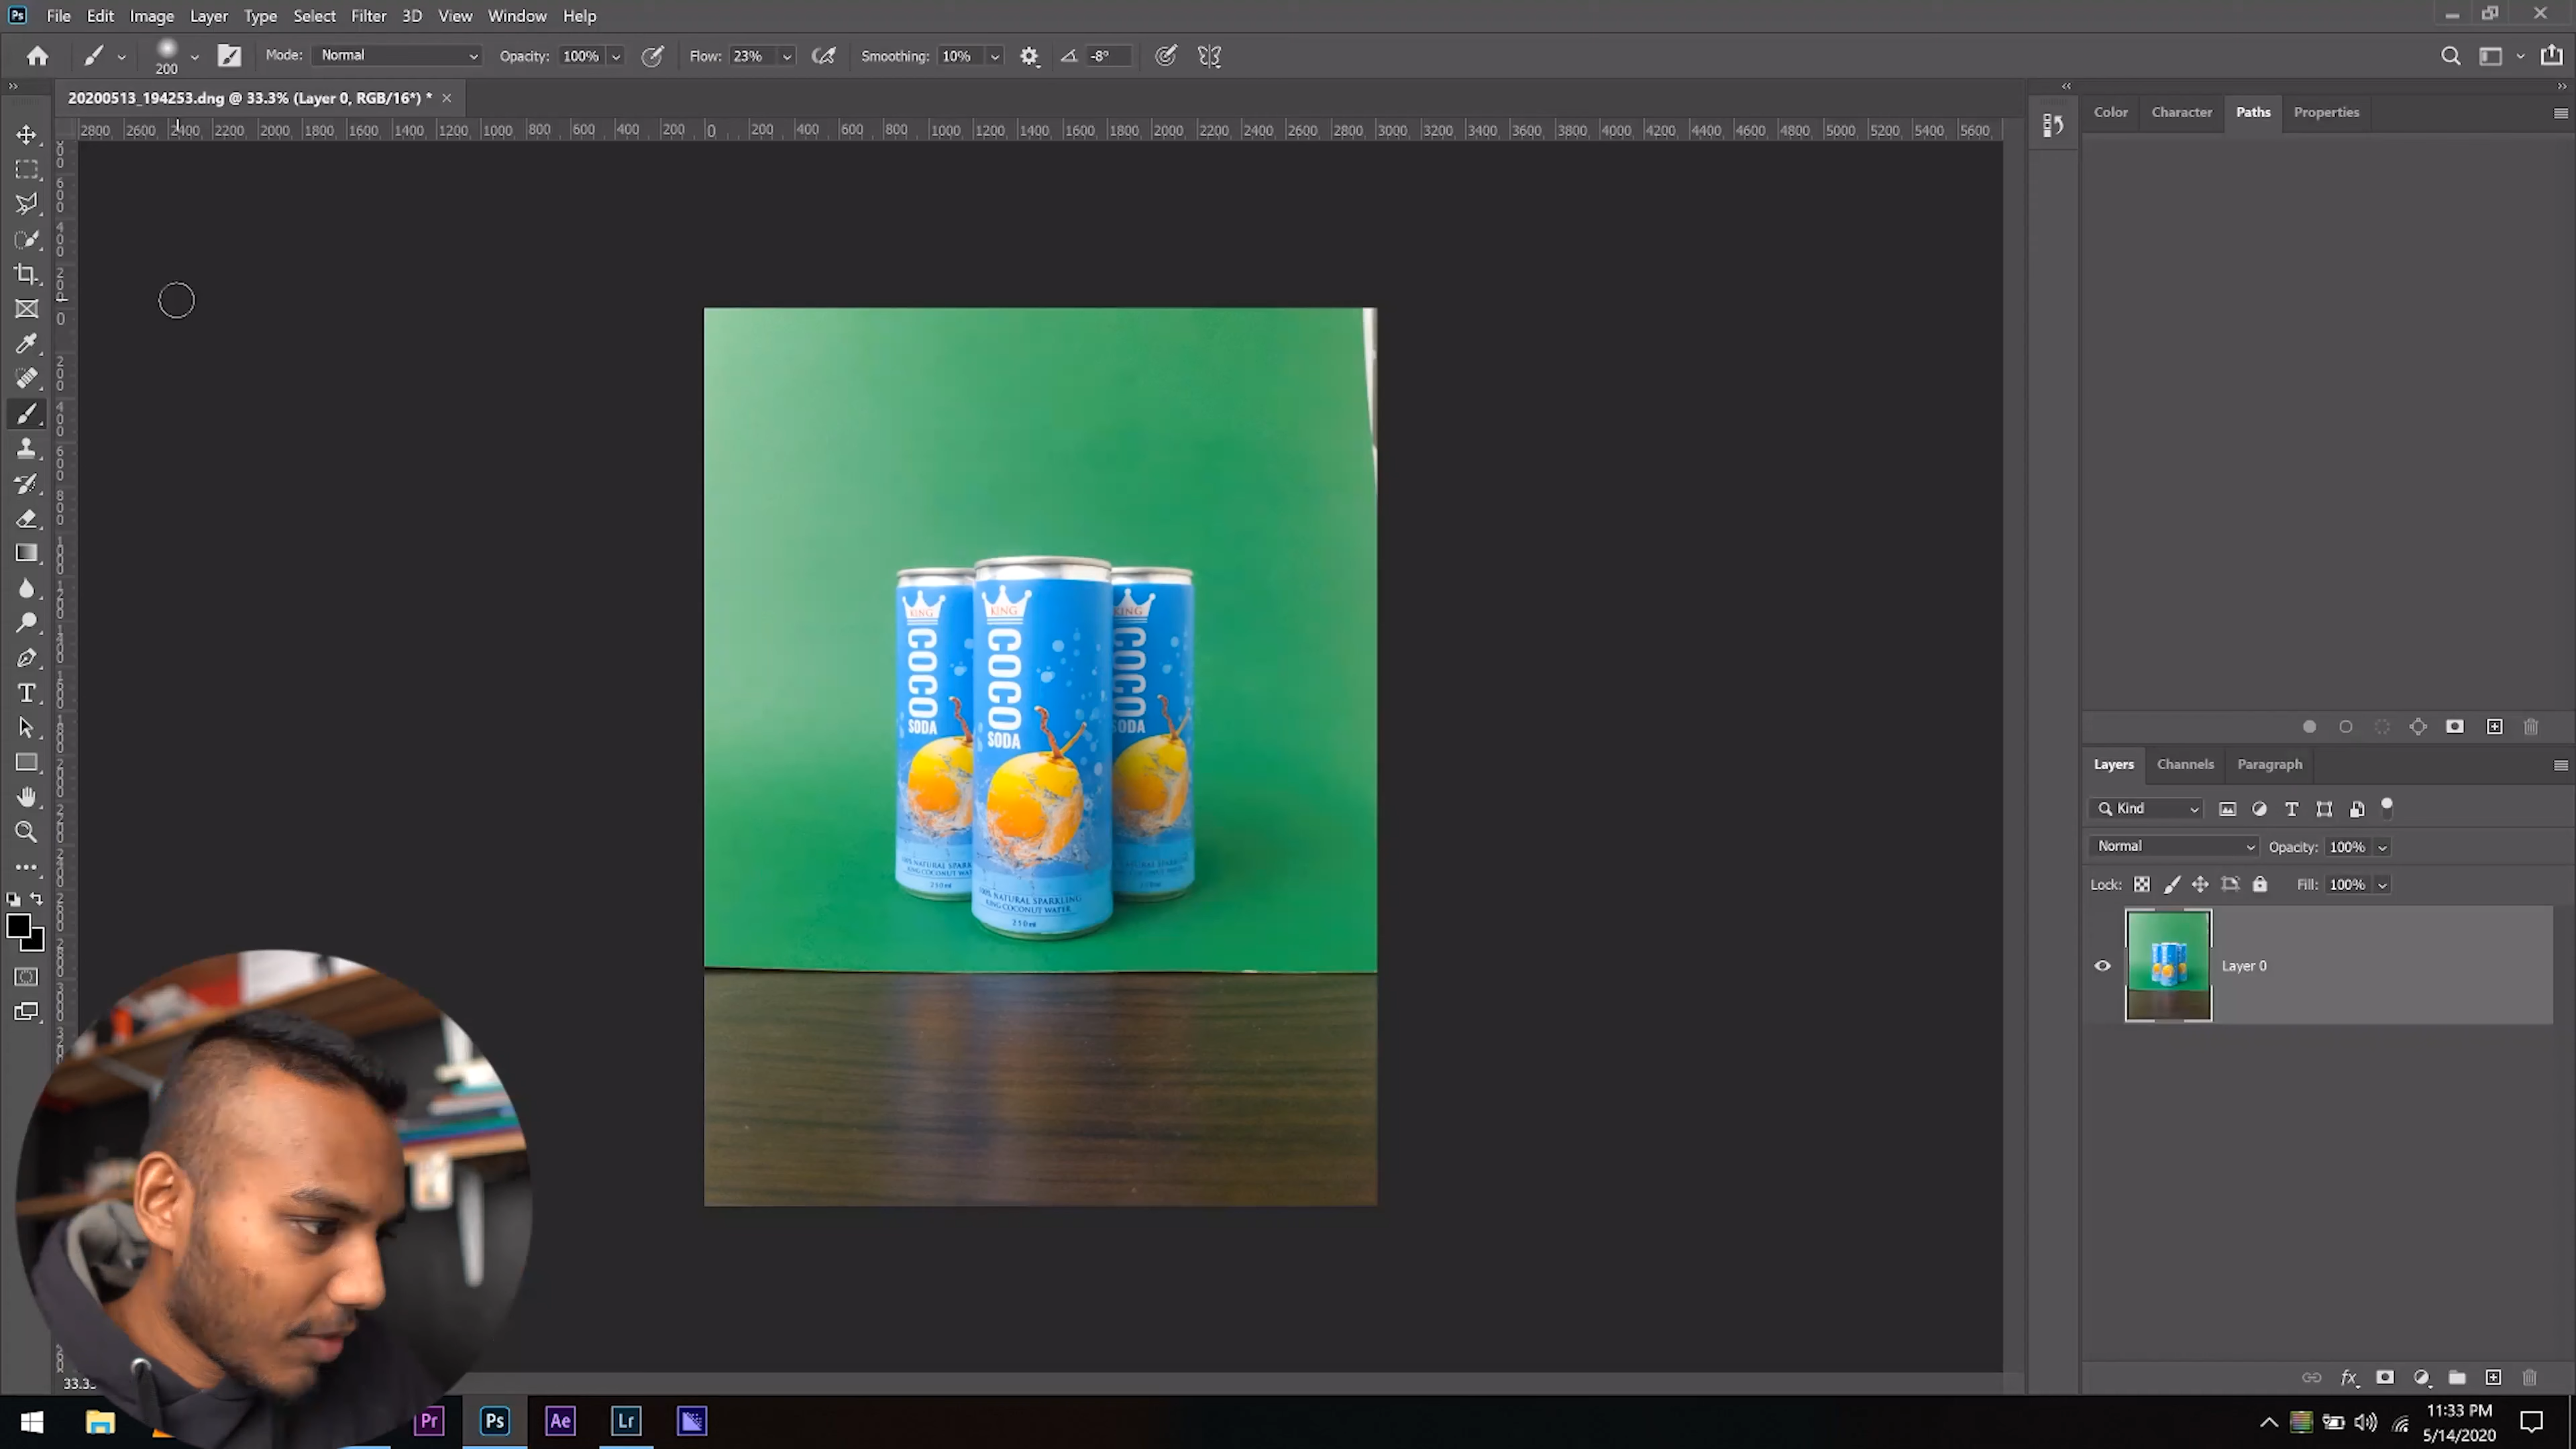 Ps File Edit Image Layer Type Select Filter 3D View Window Help
200 Mode: Normal Opacity: 100% Flow: 23% Smoothing: 10% -8°
20200513_194253.dng @ 33.3% (Layer 0, RGB/16*) * ×
2800 2600 2400 2200 2000 1800 1600 1400 1200 1000 800 600 400 200 0 200 400 600 800 1000 1200 1400 1600 1800 2000 2200 2400 2600 2800 3000 3200 3400 3600 3800 4000 4200 4400 4600 4800 5000 5200 5400 5600
Color Character Paths Properties
KING KING KING
COCO COCO COCO
SODA SODA SODA
100% NATURAL SPARKLING
KING COCONUT WATER
250ml 250ml
Layers Channels Paragraph
Kind
Normal Opacity: 100%
Lock: Fill: 100%
Layer 0
Pr Ps Ae Lr
11:33 PM
5/14/2020